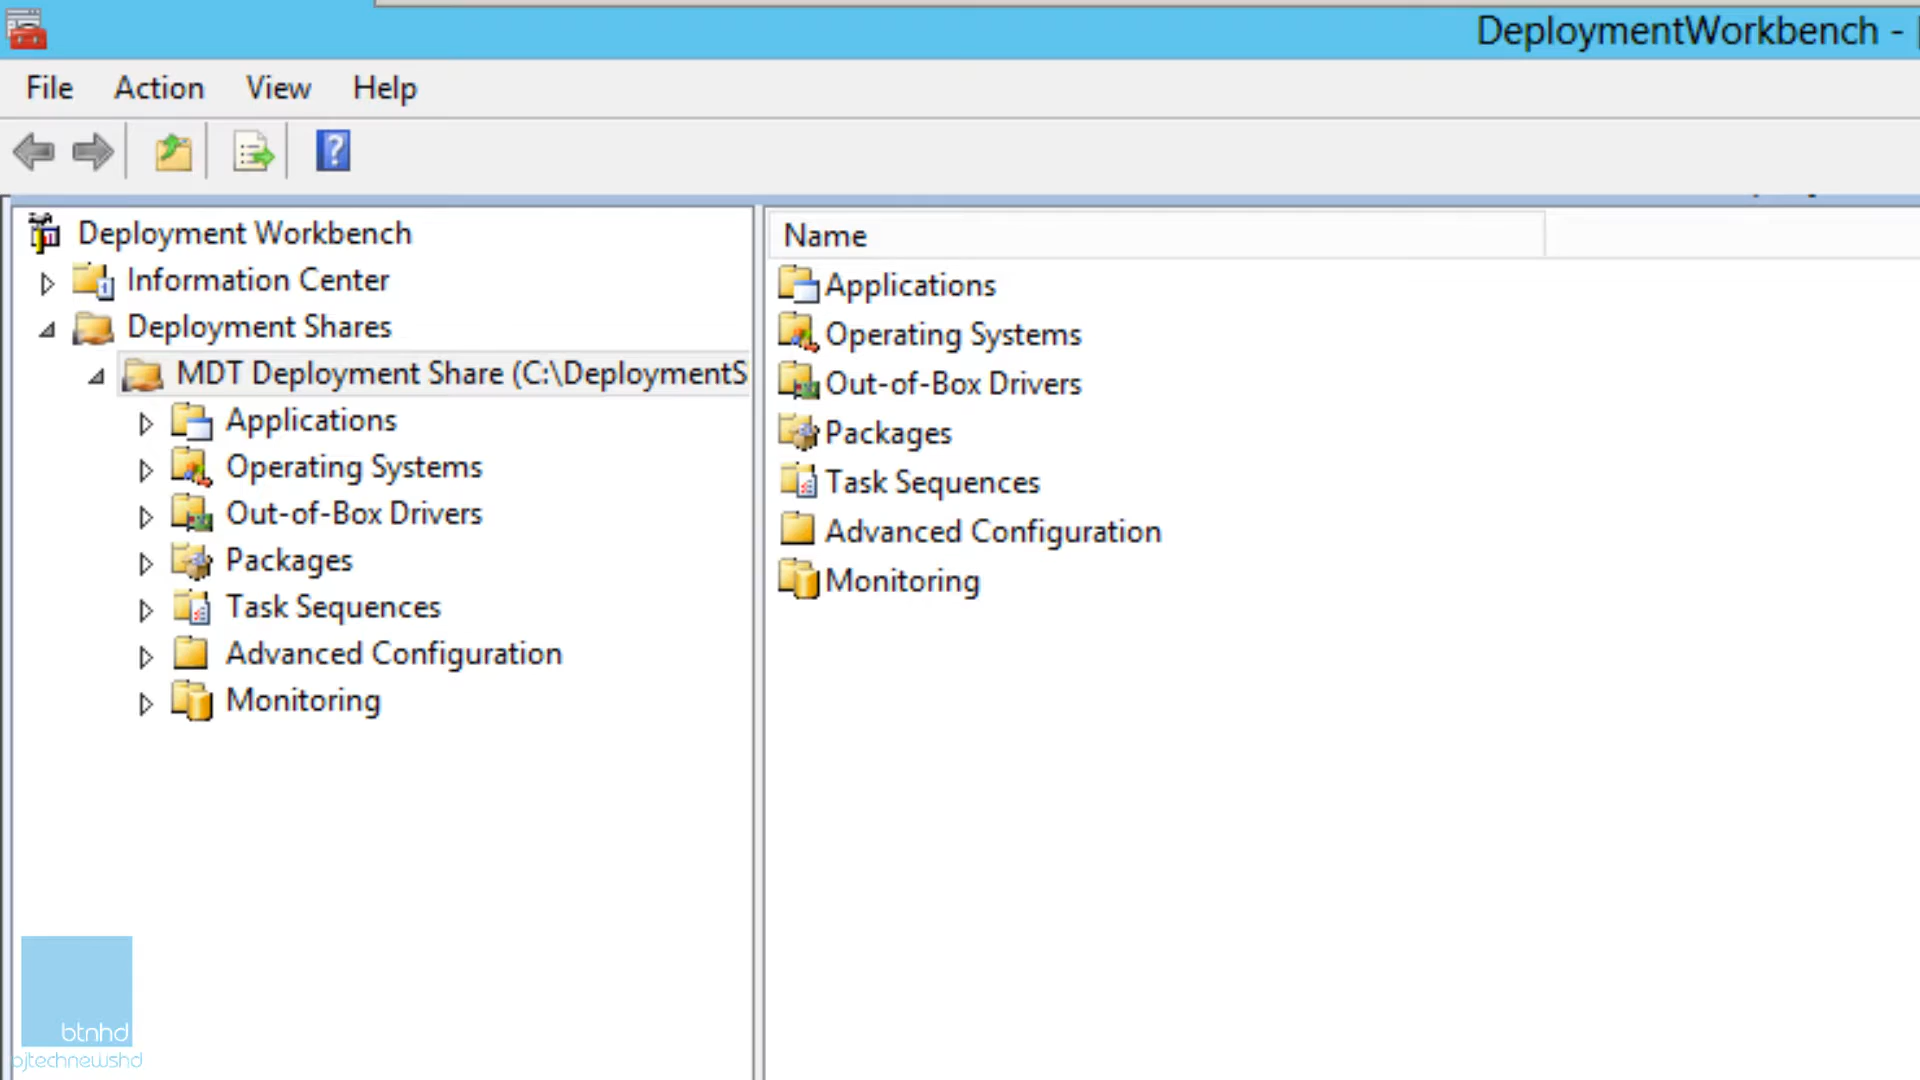 DeploymentWorkbench -
File Action View Help
Deployment Workbench
Information Center
Deployment Shares
MDT Deployment Share (C:\DeploymentS
Applications
Operating Systems
Out-of-Box Drivers
Packages
Task Sequences
Advanced Configuration
Monitoring
Name
Applications
Operating Systems
Out-of-Box Drivers
Packages
Task Sequences
Advanced Configuration
Monitoring
btnhd
bjtechnewshd